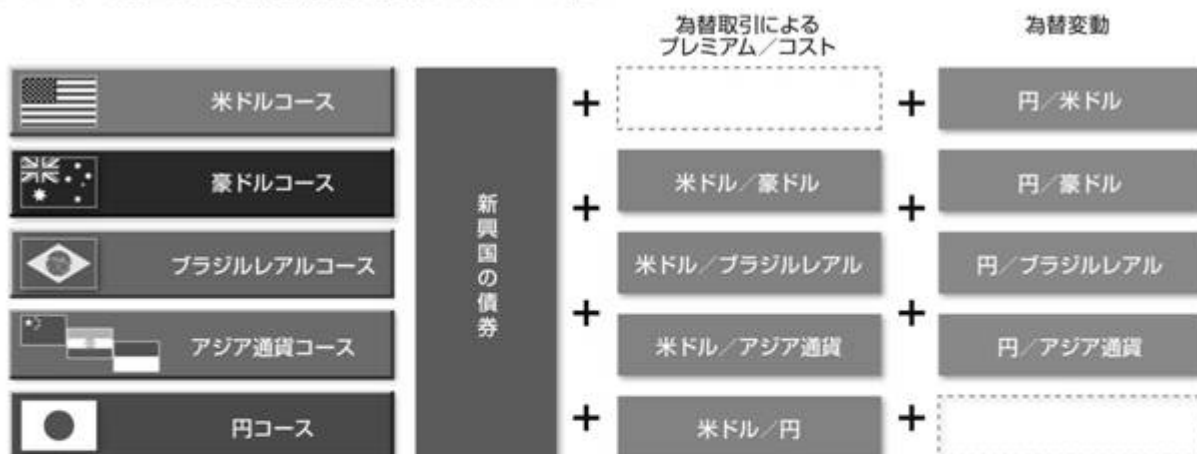 為替取引による
プレミアム／コスト
為替変動
米ドルコース
+
+
円／米ドル
豪ドルコース
新興国の債券
+
米ドル／豪ドル
+
円／豪ドル
ブラジルレアルコース
米ドル／ブラジルレアル
円／ブラジルレアル
+
+
アジア通貨コース
米ドル／アジア通貨
円／アジア通貨
円コース
+
米ドル／円
+